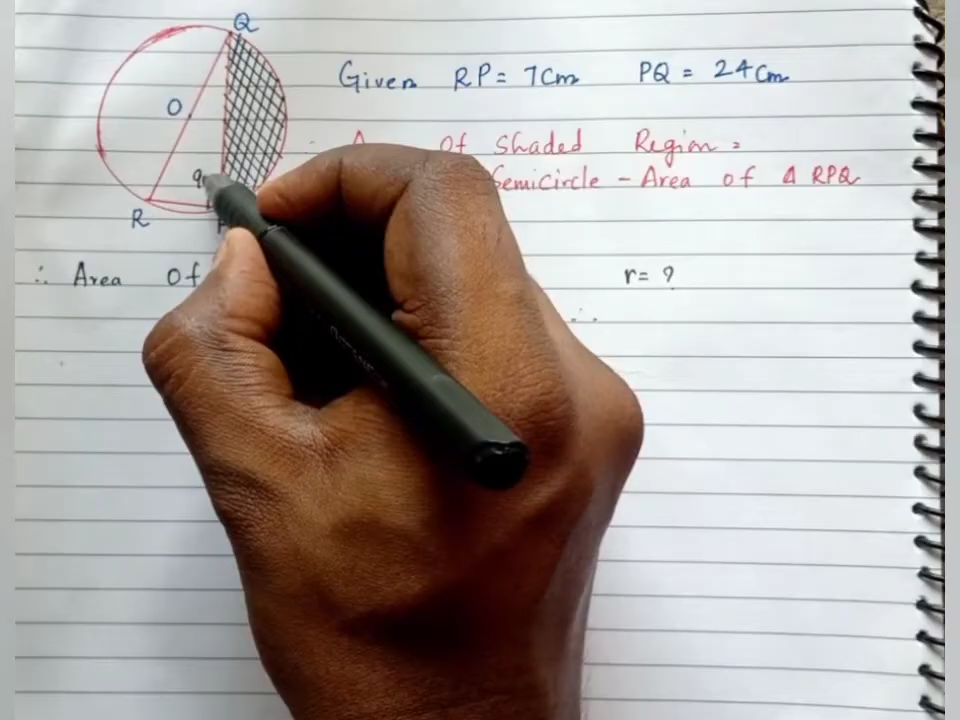 Q
Given RP = 7cm PQ = 24cm
O
Of Shaded Region =
Semicircle - Area of Δ RPQ
R
∴ Area Of r= ?
∴